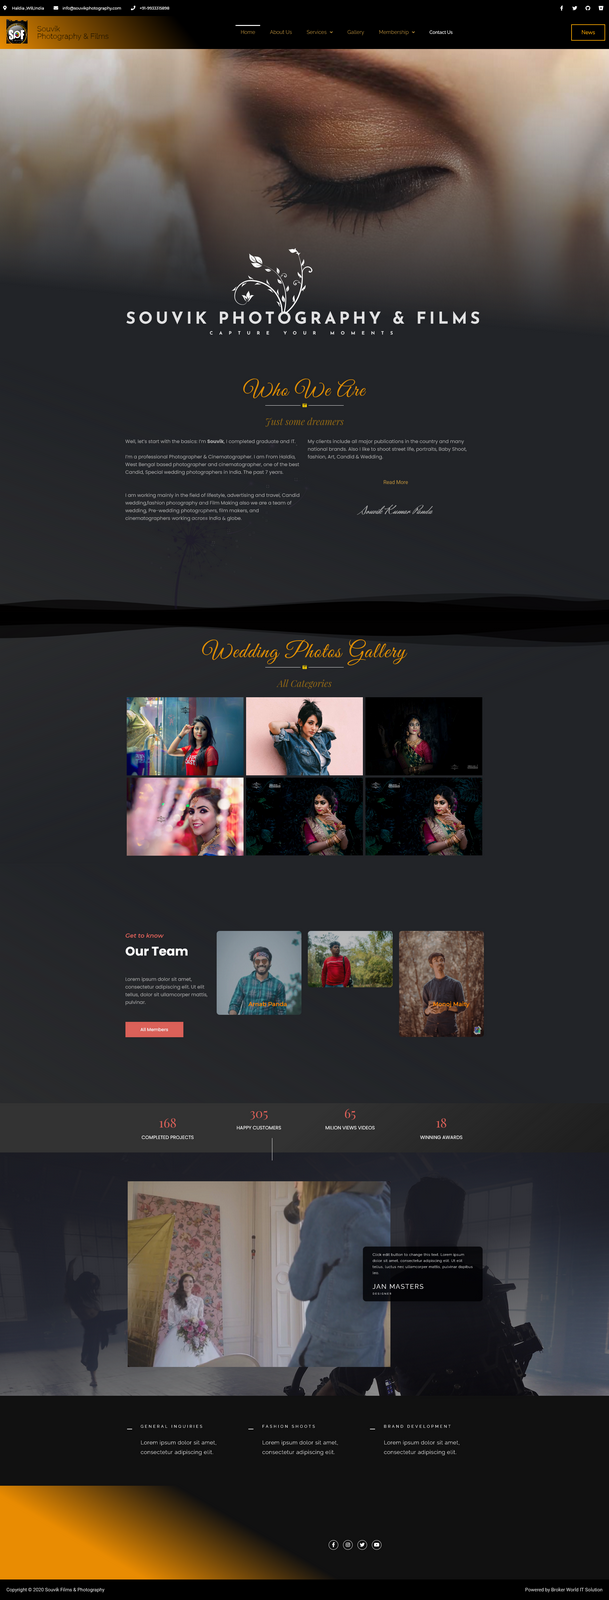 Haldia ,WB,India
info@souvikphotography.com
+91-9933115898
SOF
Souvik
Photography & Films
Home
About Us
Services
Gallery
Membership
Contact Us
News
SOUVIK PHOTOGRAPHY & FILMS
CAPTURE YOUR MOMENTS
Who We Are
Just some dreamers
Well, let's start with the basics: I'm Souvik, I completed graduate and IT.
I'm a professional Photographer & Cinematographer. I am From Haldia,
West Bengal based photographer and cinematographer, one of the best
Candid, Special wedding photographers in India. The past 7 years.
I am working mainly in the field of lifestyle, advertising and travel, Candid
wedding,fashion photography and Film Making also we are a team of
wedding, Pre-wedding photographers, film makers, and
cinematographers working across India & globe.
My clients include all major publications in the country and many
national brands. Also I like to shoot street life, portraits, Baby Shoot,
fashion, Art, Candid & Wedding.
Read More
Souvik Kumar Panda
Wedding Photos Gallery
All Categories
Get to know
Our Team
Lorem ipsum dolor sit amet,
consectetur adipiscing elit. Ut elit
tellus, dolor sit ullamcorper mattis,
pulvinar.
All Members
Panda
Manoj Maity
168
COMPLETED PROJECTS
305
HAPPY CUSTOMERS
65
MILION VIEWS VIDEOS
18
WINNING AWARDS
Click edit button to change this text. Lorem ipsum
dolor sit amet, consectetur adipiscing elit. Ut elit
tellus, luctus nec ullamcorper mattis, pulvinar dapibus
leo.
JAN MASTERS
DESIGNER
GENERAL INQUIRIES
Lorem ipsum dolor sit amet,
consectetur adipiscing elit.
FASHION SHOOTS
Lorem ipsum dolor sit amet,
consectetur adipiscing elit.
BRAND DEVELOPMENT
Lorem ipsum dolor sit amet,
consectetur adipiscing elit.
Copyright © 2020 Souvik Films & Photography
Powered by Broker World IT Solution